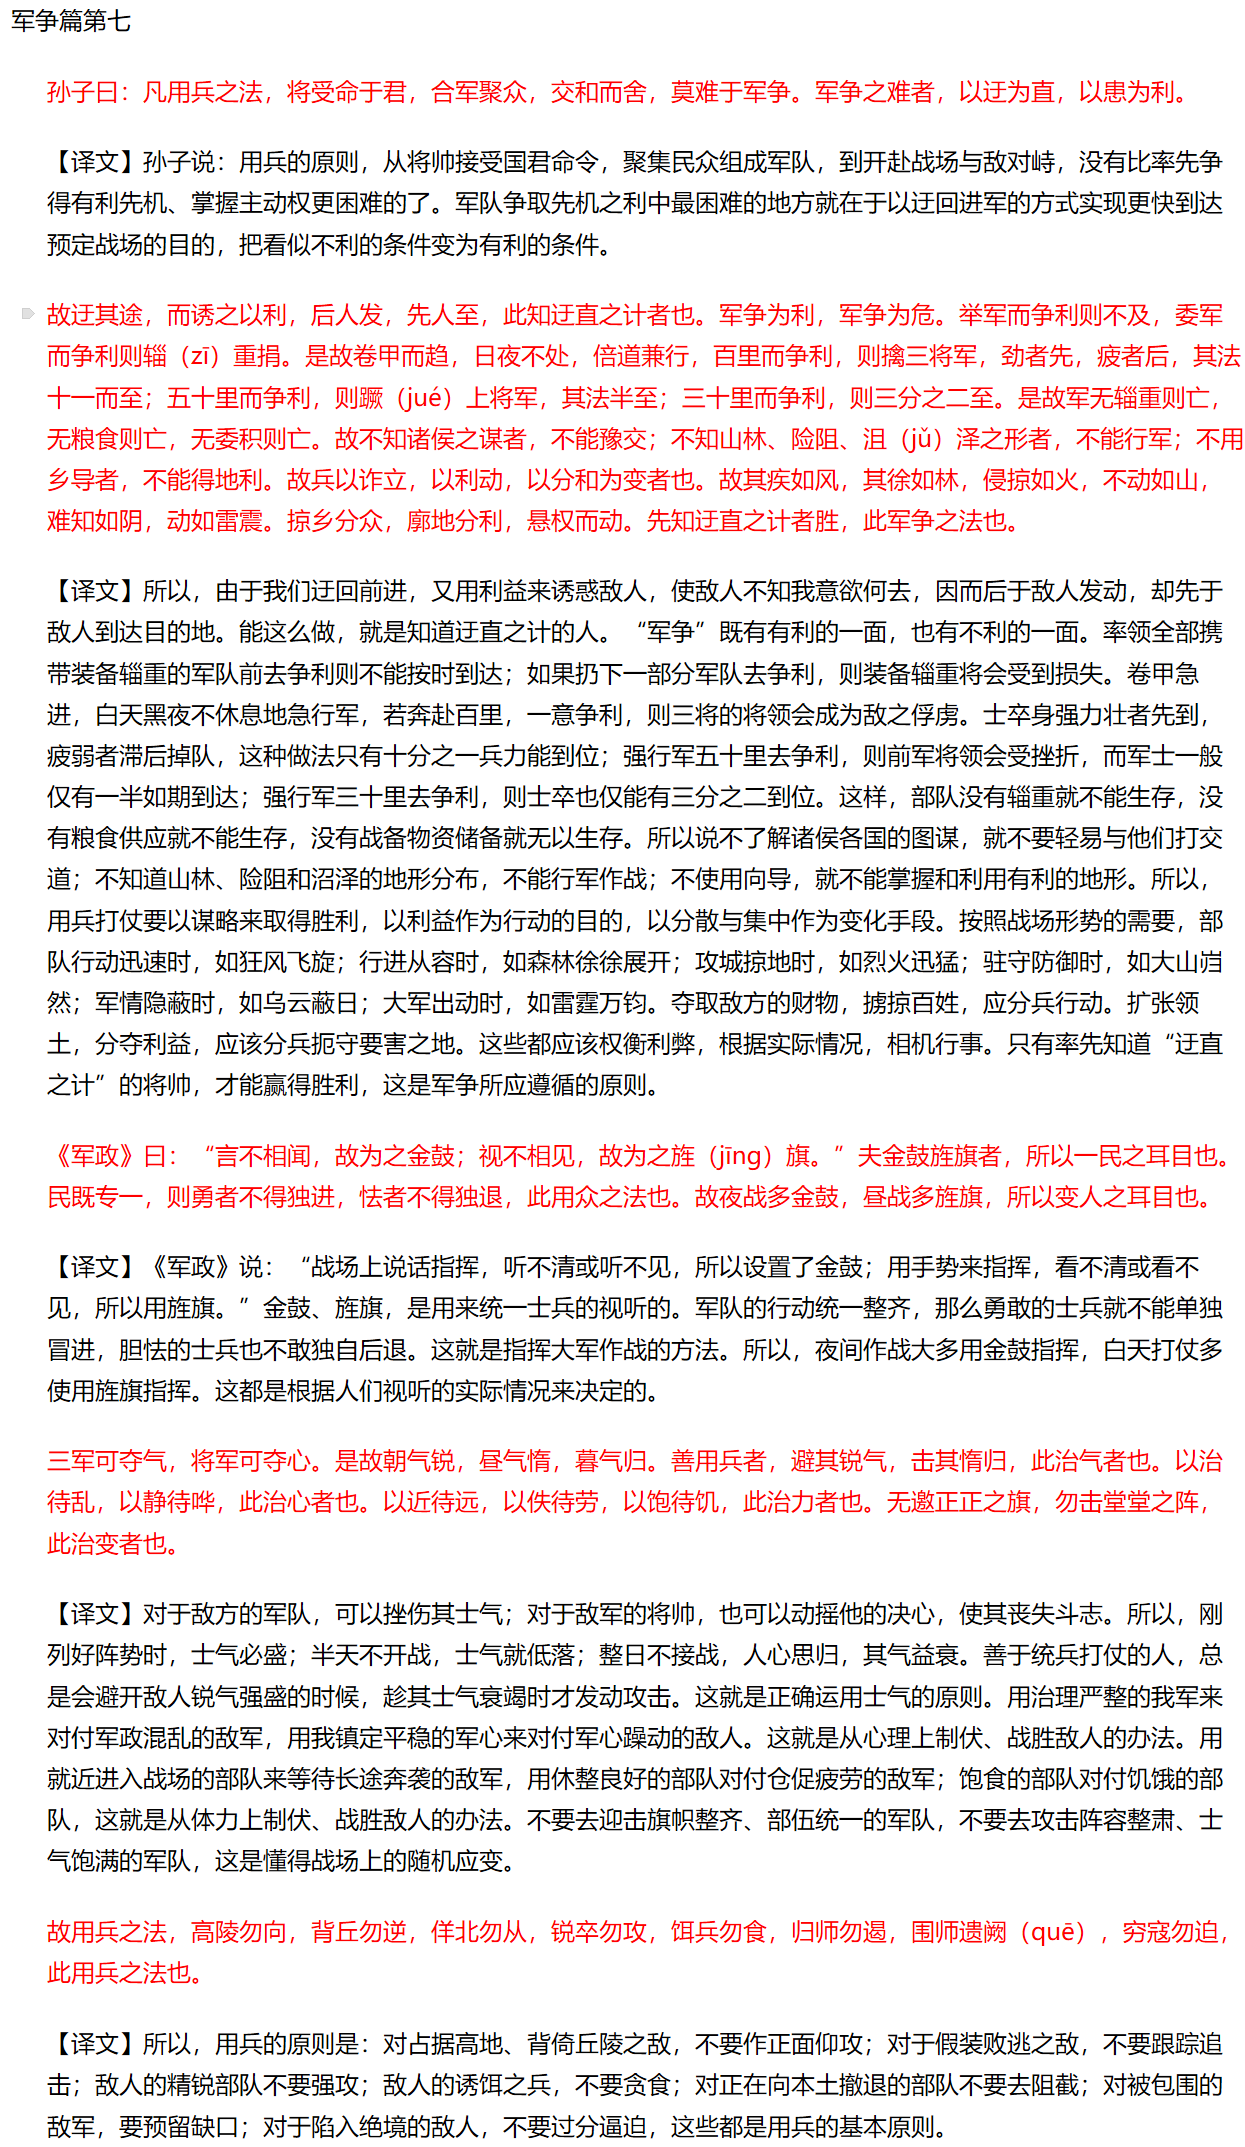 军争篇第七
孙子曰：凡用兵之法，将受命于君，合军聚众，交和而舍，莫难于军争。军争之难者，以迂为直，以患为利。
【译文】孙子说：用兵的原则，从将帅接受国君命令，聚集民众组成军队，到开赴战场与敌对峙，没有比率先争
得有利先机、掌握主动权更困难的了。军队争取先机之利中最困难的地方就在于以迂回进军的方式实现更快到达
预定战场的目的，把看似不利的条件变为有利的条件。
故迂其途，而诱之以利，后人发，先人至，此知迂直之计者也。军争为利，军争为危。举军而争利则不及，委军
而争利则辎（zī）重捐。是故卷甲而趋，日夜不处，倍道兼行，百里而争利，则擒三将军，劲者先，疲者后，其法
十一而至；五十里而争利，则蹶（jué）上将军，其法半至；三十里而争利，则三分之二至。是故军无辎重则亡，
无粮食则亡，无委积则亡。故不知诸侯之谋者，不能豫交；不知山林、险阻、沮（jǔ）泽之形者，不能行军；不用
乡导者，不能得地利。故兵以诈立，以利动，以分和为变者也。故其疾如风，其徐如林，侵掠如火，不动如山，
难知如阴，动如雷震。掠乡分众，廓地分利，悬权而动。先知迂直之计者胜，此军争之法也。
【译文】所以，由于我们迂回前进，又用利益来诱惑敌人，使敌人不知我意欲何去，因而后于敌人发动，却先于
敌人到达目的地。能这么做，就是知道迂直之计的人。“军争”既有有利的一面，也有不利的一面。率领全部携
带装备辎重的军队前去争利则不能按时到达；如果扔下一部分军队去争利，则装备辎重将会受到损失。卷甲急
进，白天黑夜不休息地急行军，若奔赴百里，一意争利，则三将的将领会成为敌之俘虏。士卒身强力壮者先到，
疲弱者滞后掉队，这种做法只有十分之一兵力能到位；强行军五十里去争利，则前军将领会受挫折，而军士一般
仅有一半如期到达；强行军三十里去争利，则士卒也仅能有三分之二到位。这样，部队没有辎重就不能生存，没
有粮食供应就不能生存，没有战备物资储备就无以生存。所以说不了解诸侯各国的图谋，就不要轻易与他们打交
道；不知道山林、险阻和沼泽的地形分布，不能行军作战；不使用向导，就不能掌握和利用有利的地形。所以，
用兵打仗要以谋略来取得胜利，以利益作为行动的目的，以分散与集中作为变化手段。按照战场形势的需要，部
队行动迅速时，如狂风飞旋；行进从容时，如森林徐徐展开；攻城掠地时，如烈火迅猛；驻守防御时，如大山岿
然；军情隐蔽时，如乌云蔽日；大军出动时，如雷霆万钧。夺取敌方的财物，掳掠百姓，应分兵行动。扩张领
土，分夺利益，应该分兵扼守要害之地。这些都应该权衡利弊，根据实际情况，相机行事。只有率先知道“迂直
之计”的将帅，才能赢得胜利，这是军争所应遵循的原则。
《军政》曰：“言不相闻，故为之金鼓；视不相见，故为之旌（jīng）旗。”夫金鼓旌旗者，所以一民之耳目也。
民既专一，则勇者不得独进，怯者不得独退，此用众之法也。故夜战多金鼓，昼战多旌旗，所以变人之耳目也。
【译文】《军政》说：“战场上说话指挥，听不清或听不见，所以设置了金鼓；用手势来指挥，看不清或看不
见，所以用旌旗。”金鼓、旌旗，是用来统一士兵的视听的。军队的行动统一整齐，那么勇敢的士兵就不能单独
冒进，胆怯的士兵也不敢独自后退。这就是指挥大军作战的方法。所以，夜间作战大多用金鼓指挥，白天打仗多
使用旌旗指挥。这都是根据人们视听的实际情况来决定的。
三军可夺气，将军可夺心。是故朝气锐，昼气惰，暮气归。善用兵者，避其锐气，击其惰归，此治气者也。以治
待乱，以静待哗，此治心者也。以近待远，以佚待劳，以饱待饥，此治力者也。无邀正正之旗，勿击堂堂之阵，
此治变者也。
【译文】对于敌方的军队，可以挫伤其士气；对于敌军的将帅，也可以动摇他的决心，使其丧失斗志。所以，刚
列好阵势时，士气必盛；半天不开战，士气就低落；整日不接战，人心思归，其气益衰。善于统兵打仗的人，总
是会避开敌人锐气强盛的时候，趁其士气衰竭时才发动攻击。这就是正确运用士气的原则。用治理严整的我军来
对付军政混乱的敌军，用我镇定平稳的军心来对付军心躁动的敌人。这就是从心理上制伏、战胜敌人的办法。用
就近进入战场的部队来等待长途奔袭的敌军，用休整良好的部队对付仓促疲劳的敌军；饱食的部队对付饥饿的部
队，这就是从体力上制伏、战胜敌人的办法。不要去迎击旗帜整齐、部伍统一的军队，不要去攻击阵容整肃、士
气饱满的军队，这是懂得战场上的随机应变。
故用兵之法，高陵勿向，背丘勿逆，佯北勿从，锐卒勿攻，饵兵勿食，归师勿遏，围师遗阙（quē），穷寇勿迫，
此用兵之法也。
【译文】所以，用兵的原则是：对占据高地、背倚丘陵之敌，不要作正面仰攻；对于假装败逃之敌，不要跟踪追
击；敌人的精锐部队不要强攻；敌人的诱饵之兵，不要贪食；对正在向本土撤退的部队不要去阻截；对被包围的
敌军，要预留缺口；对于陷入绝境的敌人，不要过分逼迫，这些都是用兵的基本原则。